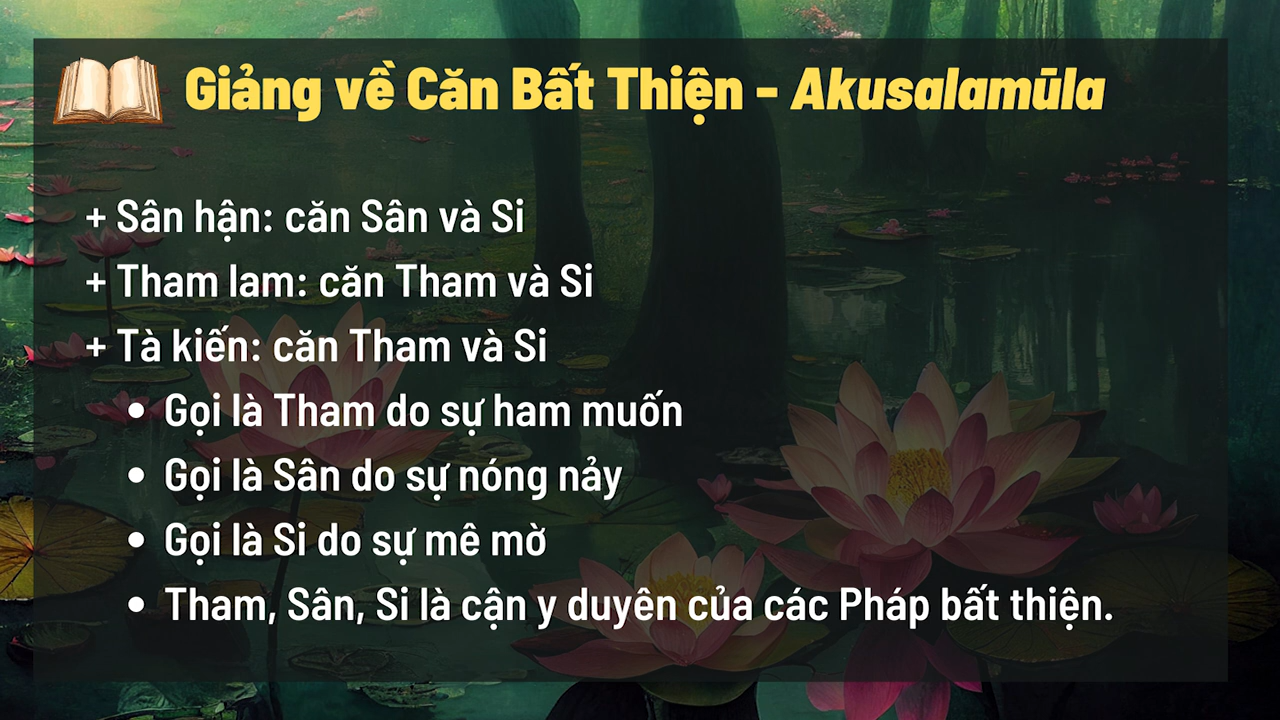 Giảng về Căn Bất Thiện - Akusalamūla
+ Sân hận: căn Sân và Si
+ Tham lam: căn Tham và Si
+ Tà kiến: căn Tham và Si
• Gọi là Tham do sự ham muốn
• Gọi là Sân do sự nóng nảy
• Gọi là Si do sự mê mờ
• Tham, Sân, Si là cận y duyên của các Pháp bất thiện.